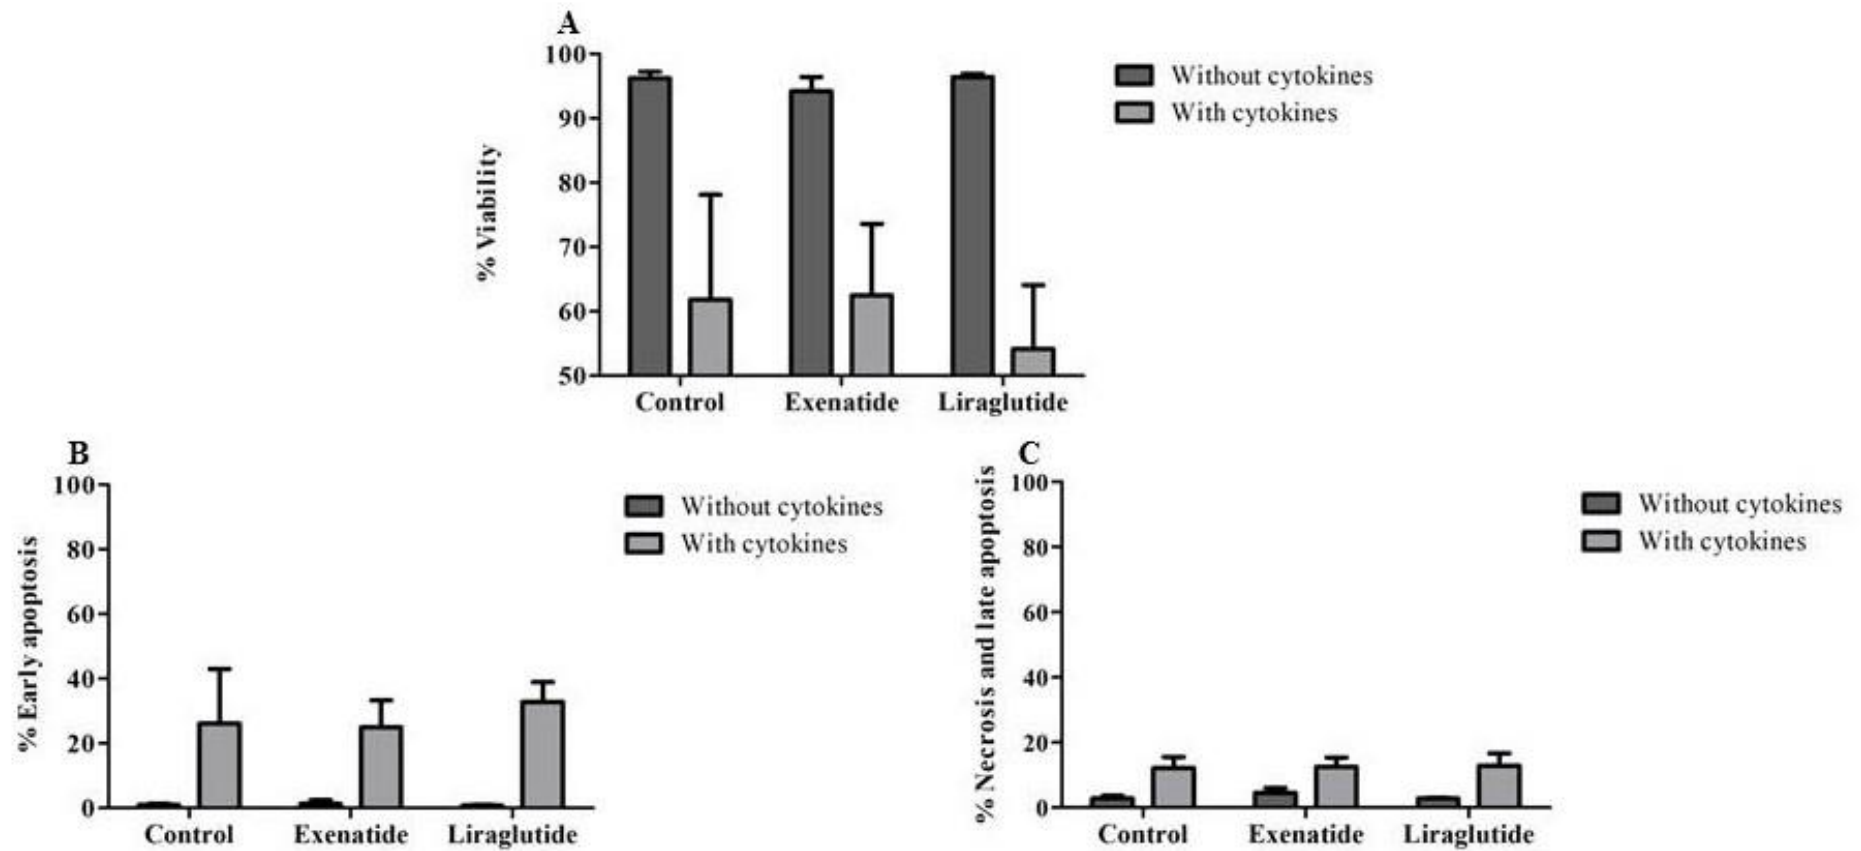 A
% Viability
100
90
80
70
60
50
Control
Exenatide
Liraglutide
Without cytokines
With cytokines
B
% Early apoptosis
100
80
60
40
20
0
Control
Exenatide
Liraglutide
Without cytokines
With cytokines
C
% Necrosis and late apoptosis
100
80
60
40
20
0
Control
Exenatide
Liraglutide
Without cytokines
With cytokines